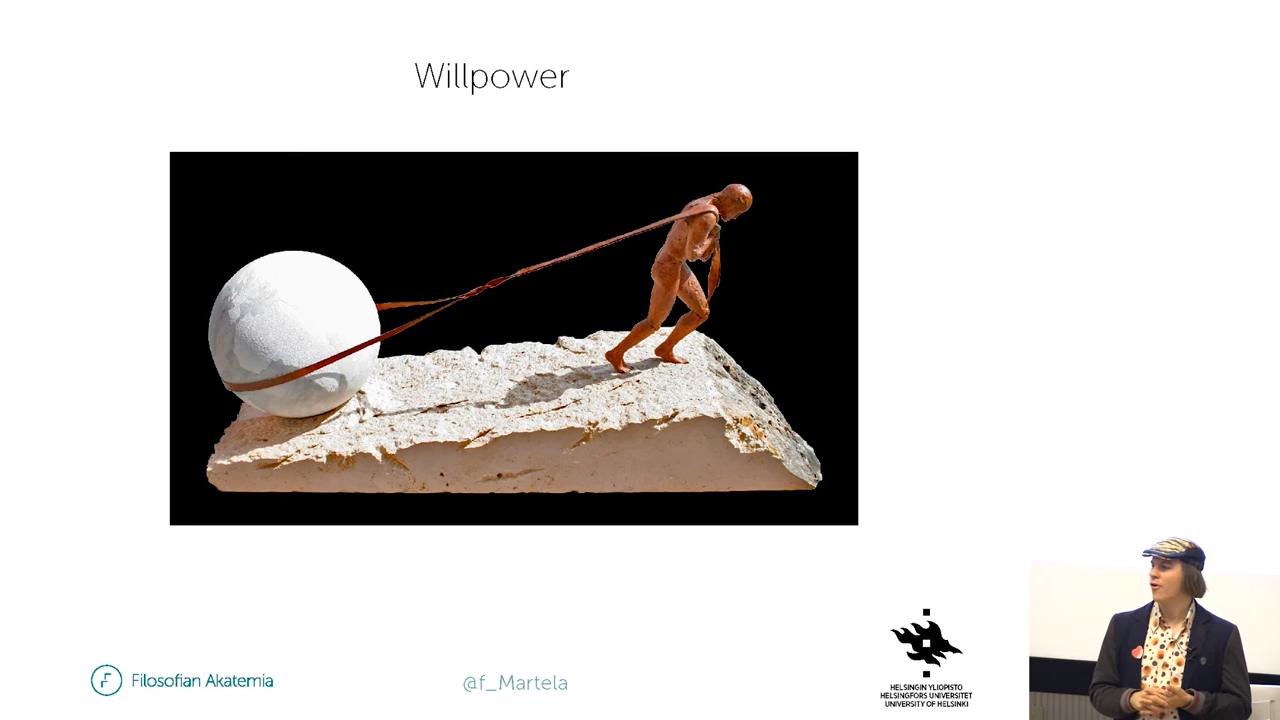 Willpower
Filosofian Akatemia
@f_Martela
HELSINGIN YLIOPISTO
HELSINGFORS UNIVERSITET
UNIVERSITY OF HELSINKI